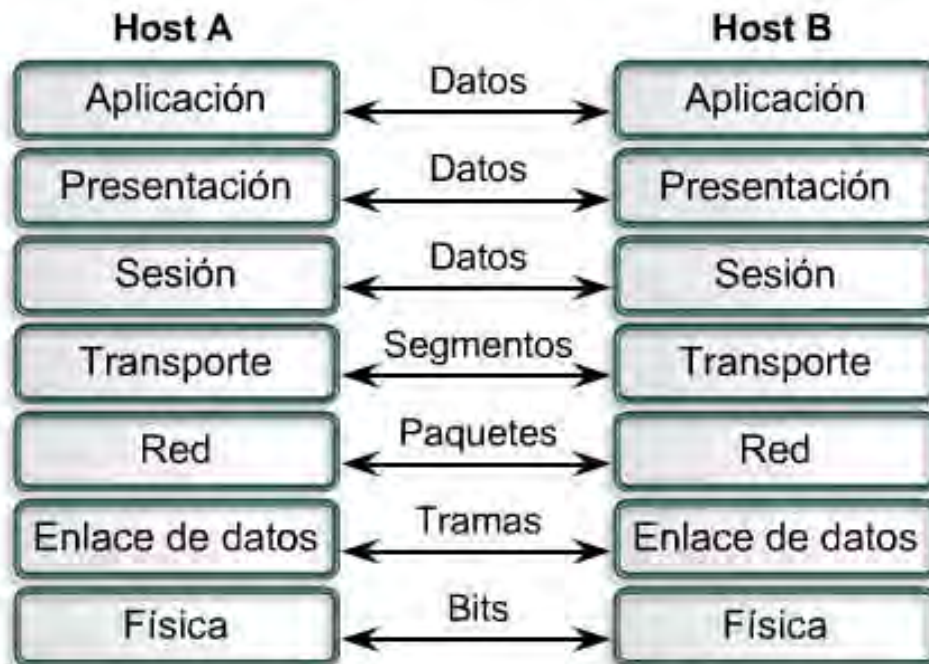 Host A Host B
Aplicación Datos Aplicación
Presentación Datos Presentación
Sesión Datos Sesión
Transporte Segmentos Transporte
Red Paquetes Red
Enlace de datos Tramas Enlace de datos
Física Bits Física